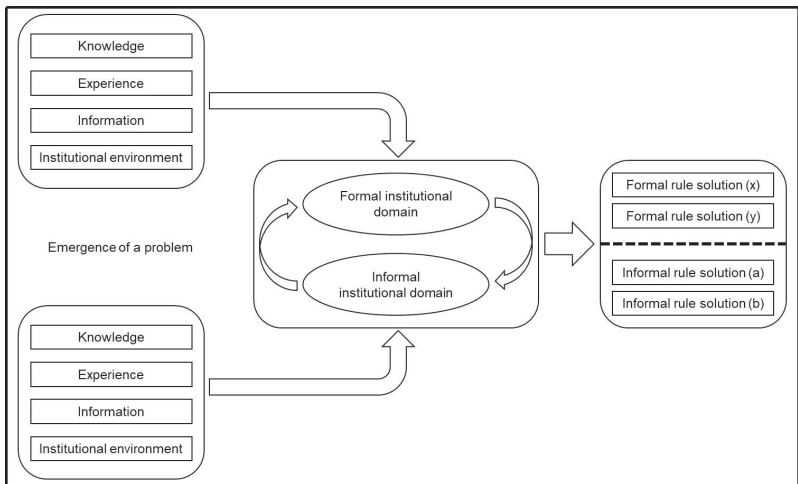 Knowledge
Experience
Information
Institutional environment
Emergence of a problem
Knowledge
Experience
Information
Institutional environment
Formal institutional
domain
Informal
institutional domain
Formal rule solution (x)
Formal rule solution (y)
Informal rule solution (a)
Informal rule solution (b)